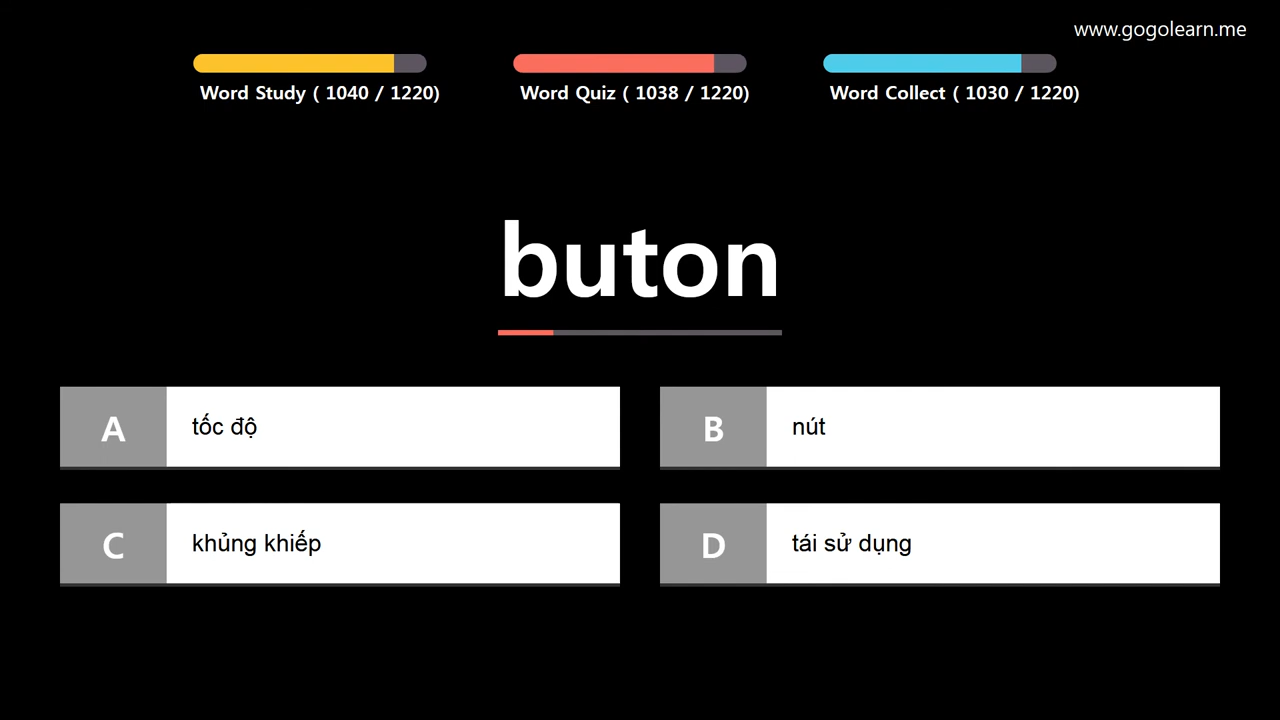 www.gogolearn.me
Word Study ( 1040 / 1220)
Word Quiz ( 1038 / 1220)
Word Collect ( 1030 / 1220)
buton
A
tốc độ
B
nút
C
khủng khiếp
D
tái sử dụng